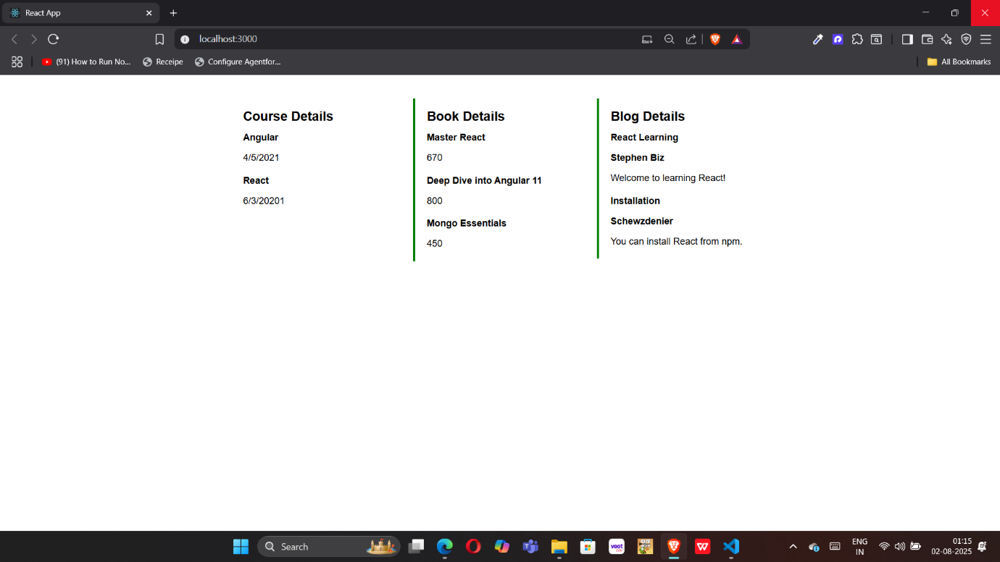 React App
localhost:3000
(91) How to Run No...
Receipe
Configure Agentfor...
All Bookmarks
Course Details
Angular
4/5/2021
React
6/3/20201
Book Details
Master React
670
Deep Dive into Angular 11
800
Mongo Essentials
450
Blog Details
React Learning
Stephen Biz
Welcome to learning React!
Installation
Schewzdenier
You can install React from npm.
Search
voot
ENG
IN
01:15
02-08-2025